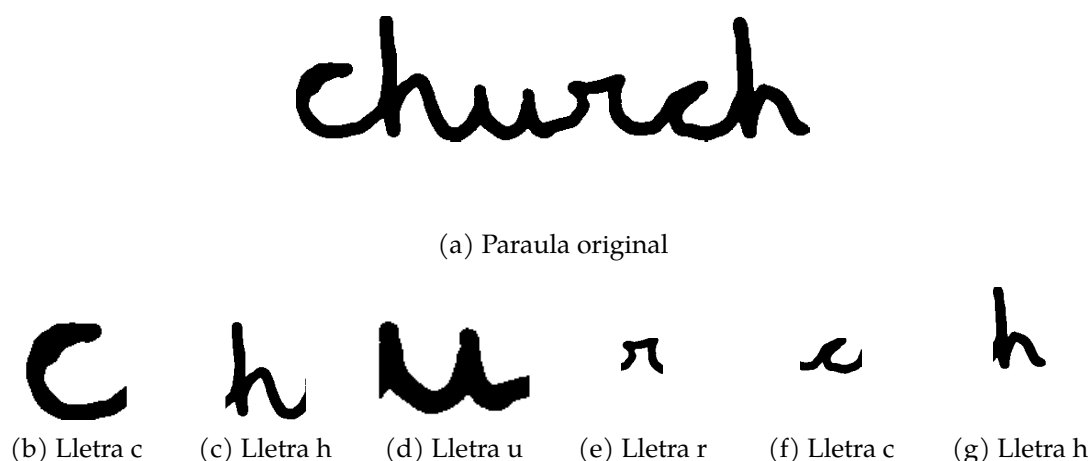 church
(a) Paraula original
c h u r c h
(b) Lletra c (c) Lletra h (d) Lletra u (e) Lletra r (f) Lletra c (g) Lletra h